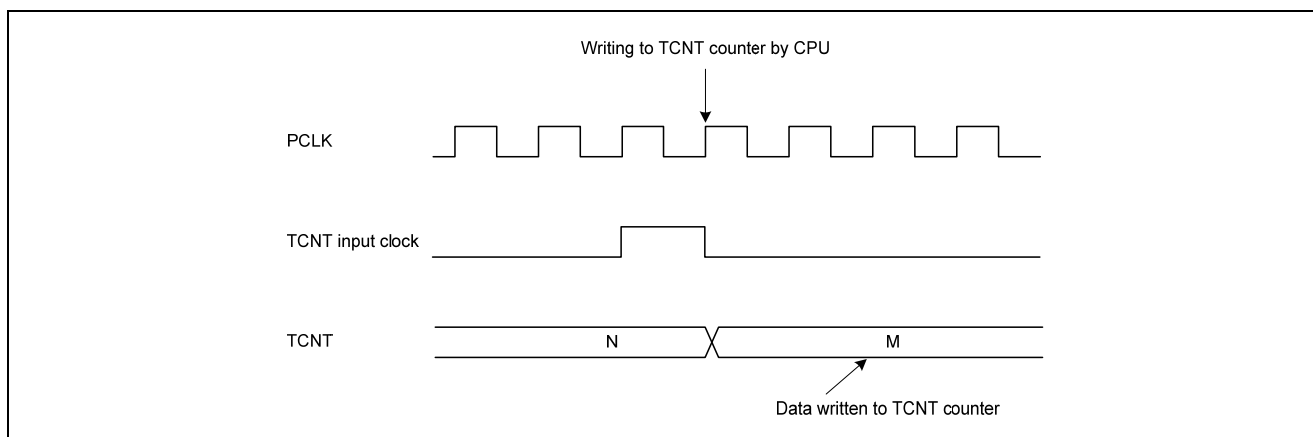 Writing to TCNT counter by CPU
PCLK
TCNT input clock
TCNT
N
M
Data written to TCNT counter